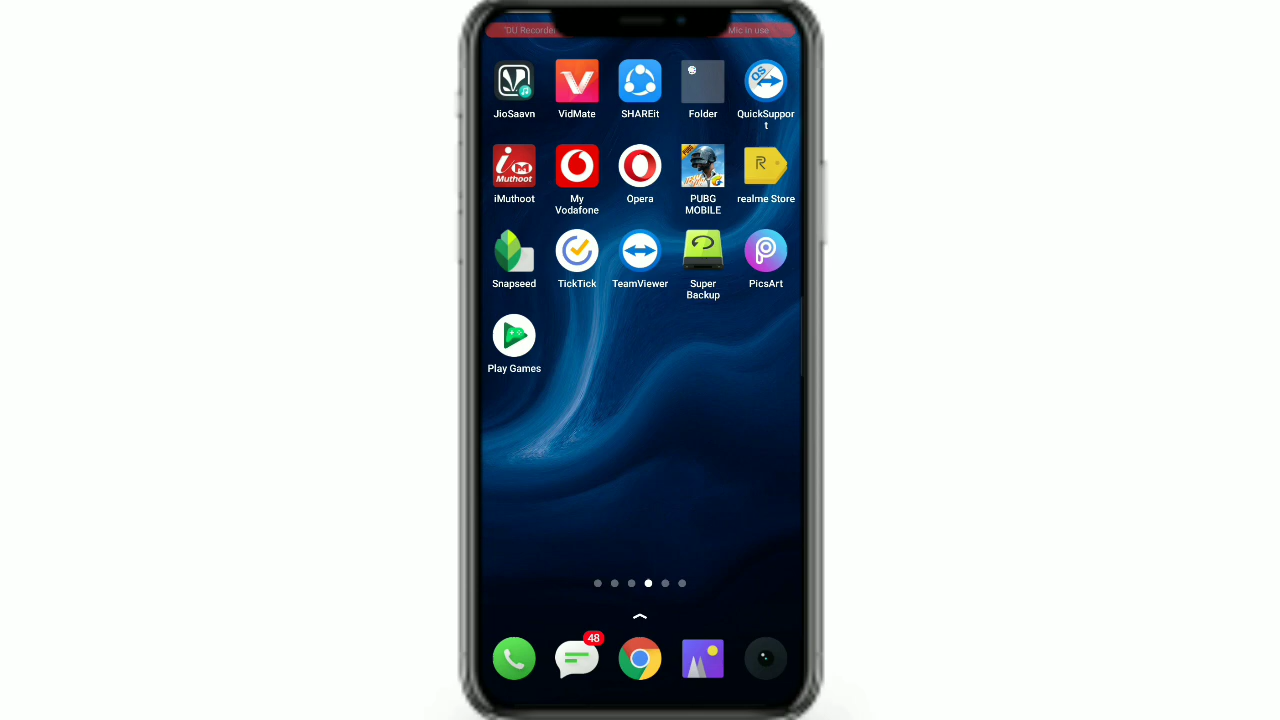 "DU Recorder Mic in use
JioSaavn VidMate SHAREit Folder QuickSuppor
t
iMuthoot My Opera PUBG realme Store
Vodafone MOBILE
Snapseed TickTick TeamViewer Super PicsArt
Backup
Play Games
48